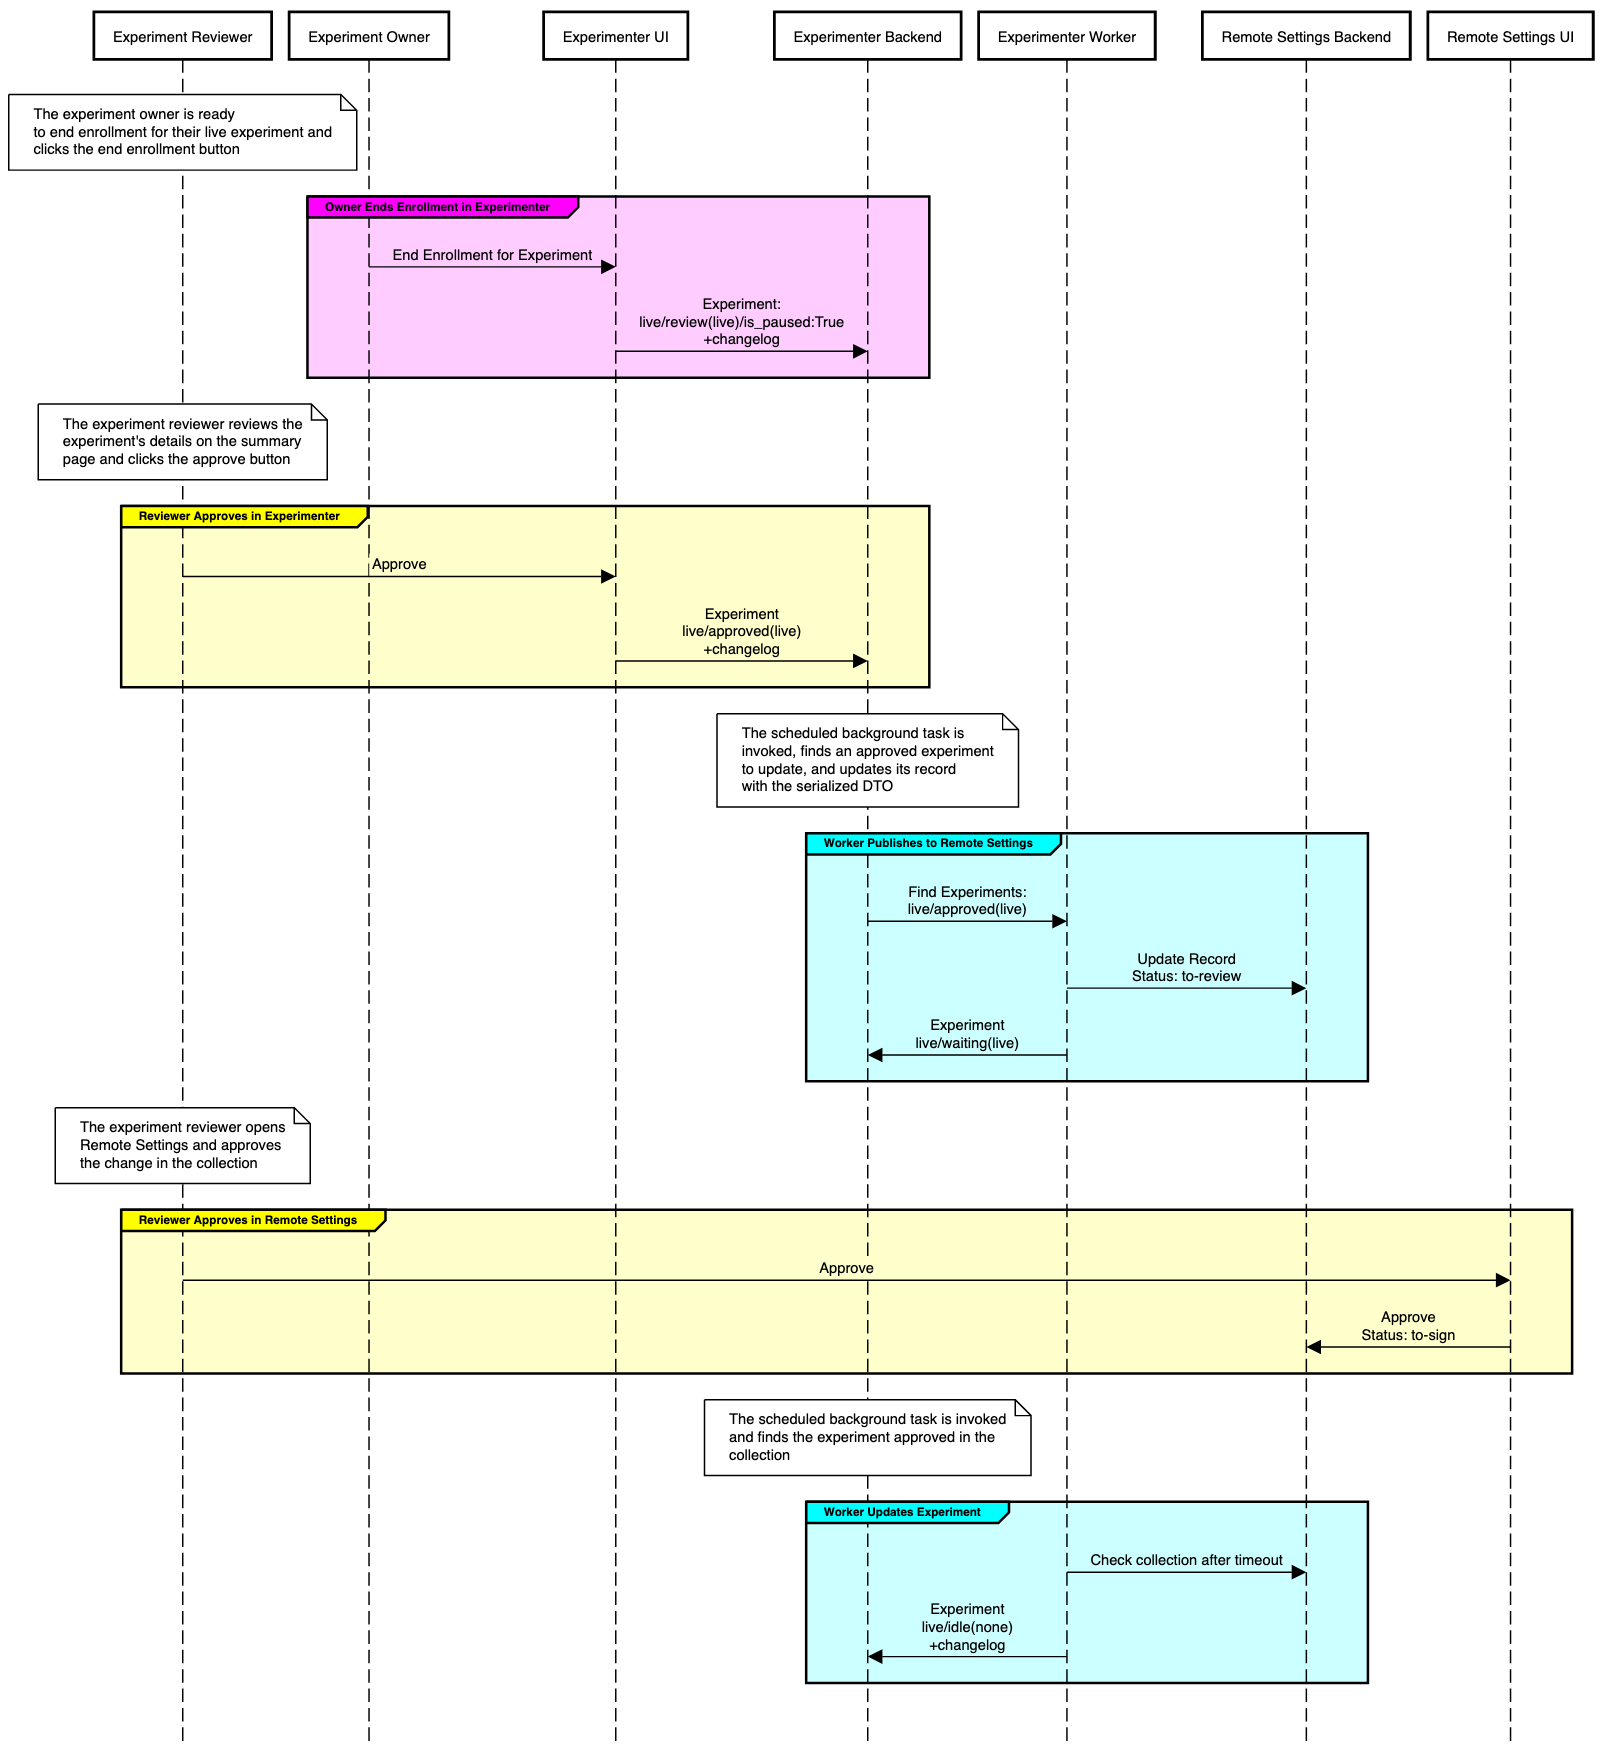 Experiment Reviewer
Experiment Owner
Experimenter UI
Experimenter Backend
Experimenter Worker
Remote Settings Backend
Remote Settings UI
The experiment owner is ready
to end enrollment for their live experiment and
clicks the end enrollment button
Owner Ends Enrollment in Experimenter
End Enrollment for Experiment
Experiment:
live/review(live)/is_paused:True
+changelog
The experiment reviewer reviews the
experiment's details on the summary
page and clicks the approve button
Reviewer Approves in Experimenter
Approve
Experiment
live/approved(live)
+changelog
The scheduled background task is
invoked, finds an approved experiment
to update, and updates its record
with the serialized DTO
Worker Publishes to Remote Settings
Find Experiments:
live/approved(live)
Update Record
Status: to-review
Experiment
live/waiting(live)
The experiment reviewer opens
Remote Settings and approves
the change in the collection
Reviewer Approves in Remote Settings
Approve
Approve
Status: to-sign
The scheduled background task is invoked
and finds the experiment approved in the
collection
Worker Updates Experiment
Check collection after timeout
Experiment
live/idle(none)
+changelog